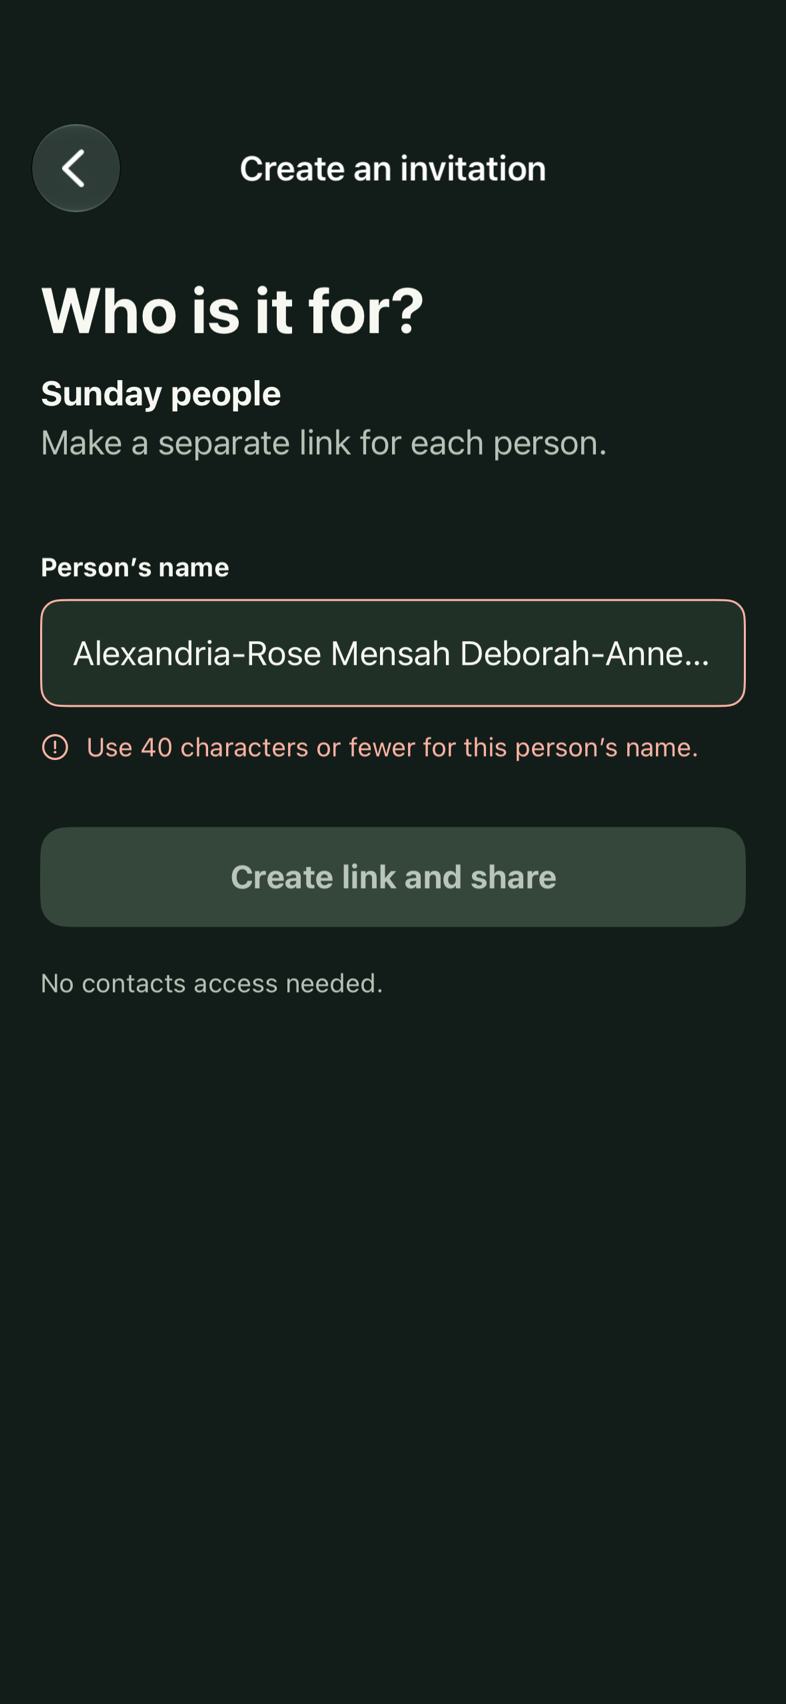 Create an invitation
Who is it for?
Sunday people
Make a separate link for each person.
Person’s name
Alexandria-Rose Mensah Deborah-Anne...
Use 40 characters or fewer for this person’s name.
Create link and share
No contacts access needed.